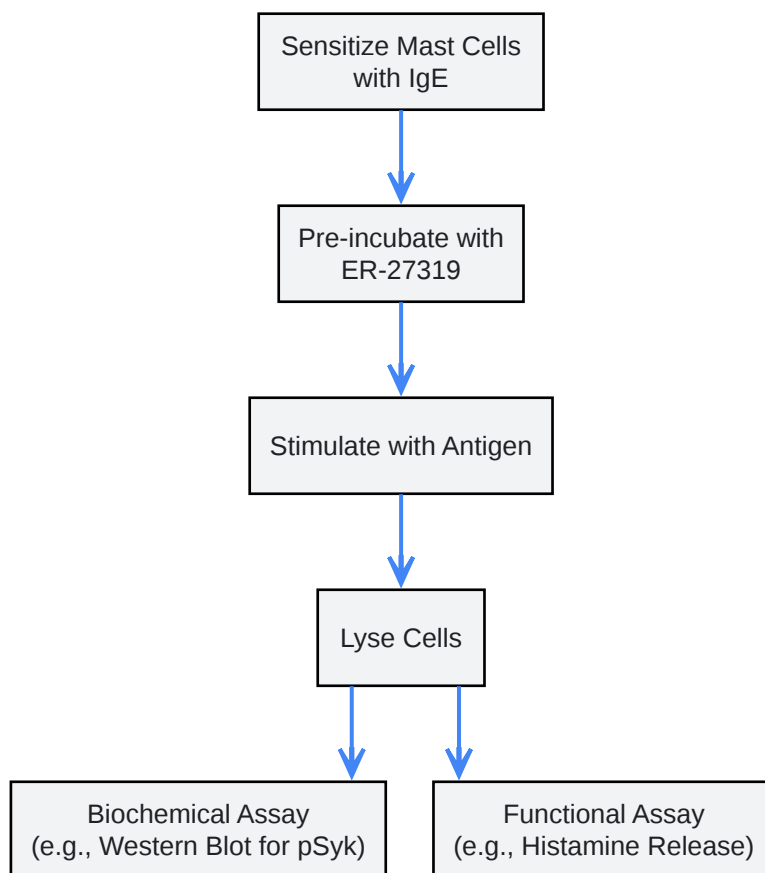 Sensitize Mast Cells
with IgE
Pre-incubate with
ER-27319
Stimulate with Antigen
Lyse Cells
Biochemical Assay
(e.g., Western Blot for pSyk)
Functional Assay
(e.g., Histamine Release)